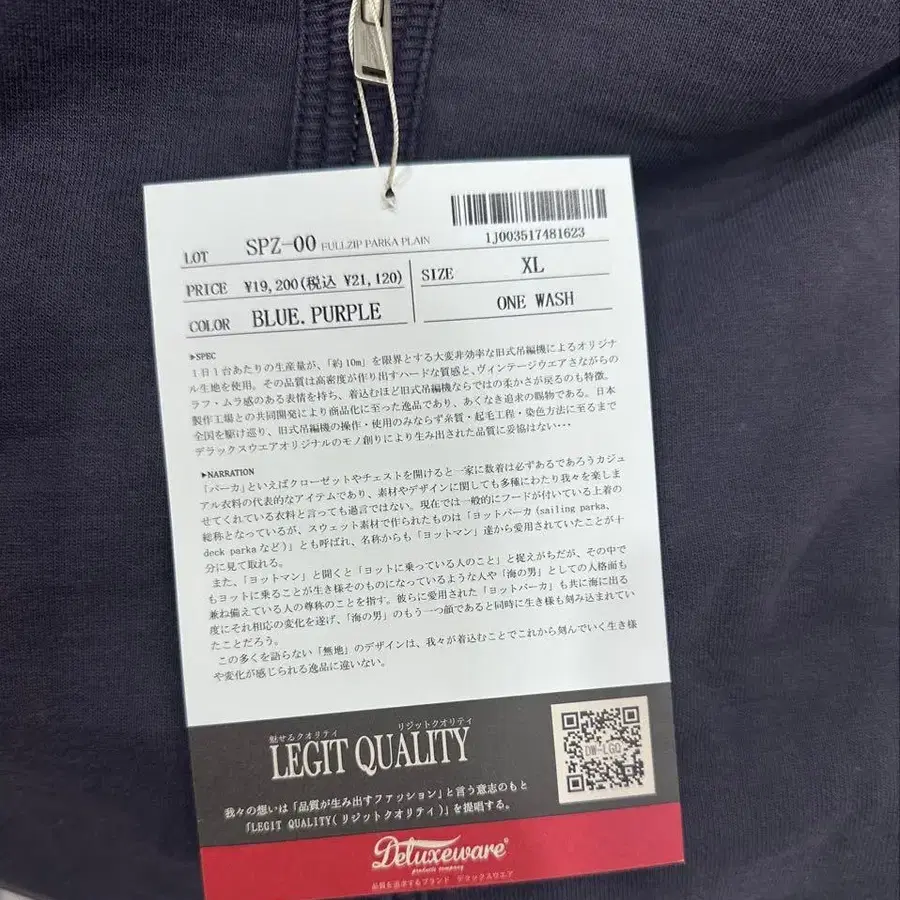 1J003517481623
LOT SPZ-00 FULLZIP PARKA PLAIN
PRICE ¥19,200(税込 ¥21,120)
SIZE XL
COLOR BLUE.PURPLE
ONE WASH
▶SPEC
1日1台あたりの生産量が、「約10m」を限界とする大変非効率な旧式吊編機によるオリジナ
ル生地を使用。その品質は高密度が作り出すハードな質感と、ヴィンテージウエアさながらの
ラフ・ムラ感のある表情を持ち、着込むほど旧式吊編機ならではの柔かさが戻るのも特徴。
製作工場との共同開発により商品化に至った逸品であり、あくなき追求の賜物である。日本
全国を駆け巡り、旧式吊編機の操作・使用のみならず糸質・起毛工程・染色方法に至るまで
デラックスウエアオリジナルのモノ創りにより生み出された品質に妥協はない・・・
▶NARRATION
「パーカ」といえばクローゼットやチェストを開けると一家に数着は必ずあるであろうカジュ
アル衣料の代表的なアイテムであり、素材やデザインに関しても多種にわたり我々を楽しま
せてくれている衣料と言っても過言ではない。現在では一般的にフードが付いている上着の
総称となっているが、スウェット素材で作られたものは「ヨットパーカ(sailing parka、
deck parkaなど)」とも呼ばれ、名称からも「ヨットマン」達から愛用されていたことが十
分に見て取れる。
また、「ヨットマン」と聞くと「ヨットに乗っている人のこと」と捉えがちだが、その中で
もヨットに乗ることが生き様そのものになっているような人や「海の男」としての人格面も
兼ね備えている人の尊称のことを指す。彼らに愛用された「ヨットパーカ」も共に海に出る
度にそれ相応の変化を遂げ、「海の男」のもう一つ顔であると同時に生き様も刻み込まれてい
たことだろう。
この多くを語らない「無地」のデザインは、我々が着込むことでこれから刻んでいく生き様
や変化が感じられる逸品に違いない。
魅せるクオリティ リジットクオリティ
LEGIT QUALITY
DW-LGQ
我々の想いは「品質が生み出すファッション」と言う意志のもと
「LEGIT QUALITY(リジットクオリティ)」を提唱する。
Deluxeware®
products company
品質を追求するブランド デラックスウエア